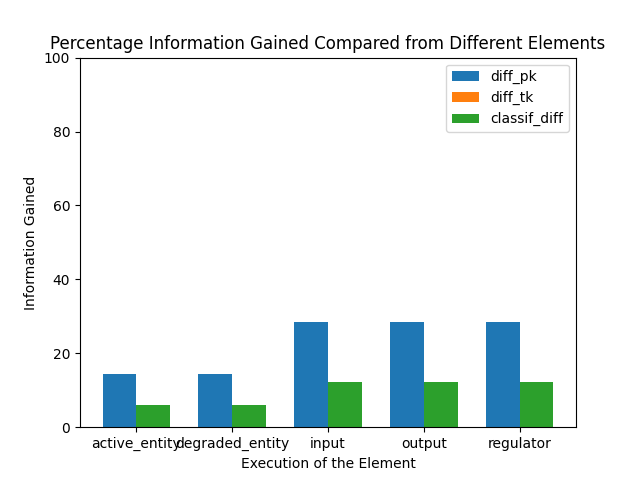 Percentage Information Gained Compared from Different Elements
100
80
60
40
20
0
Information Gained
diff_pk
diff_tk
classif_diff
active_entity degraded_entity input output regulator
Execution of the Element